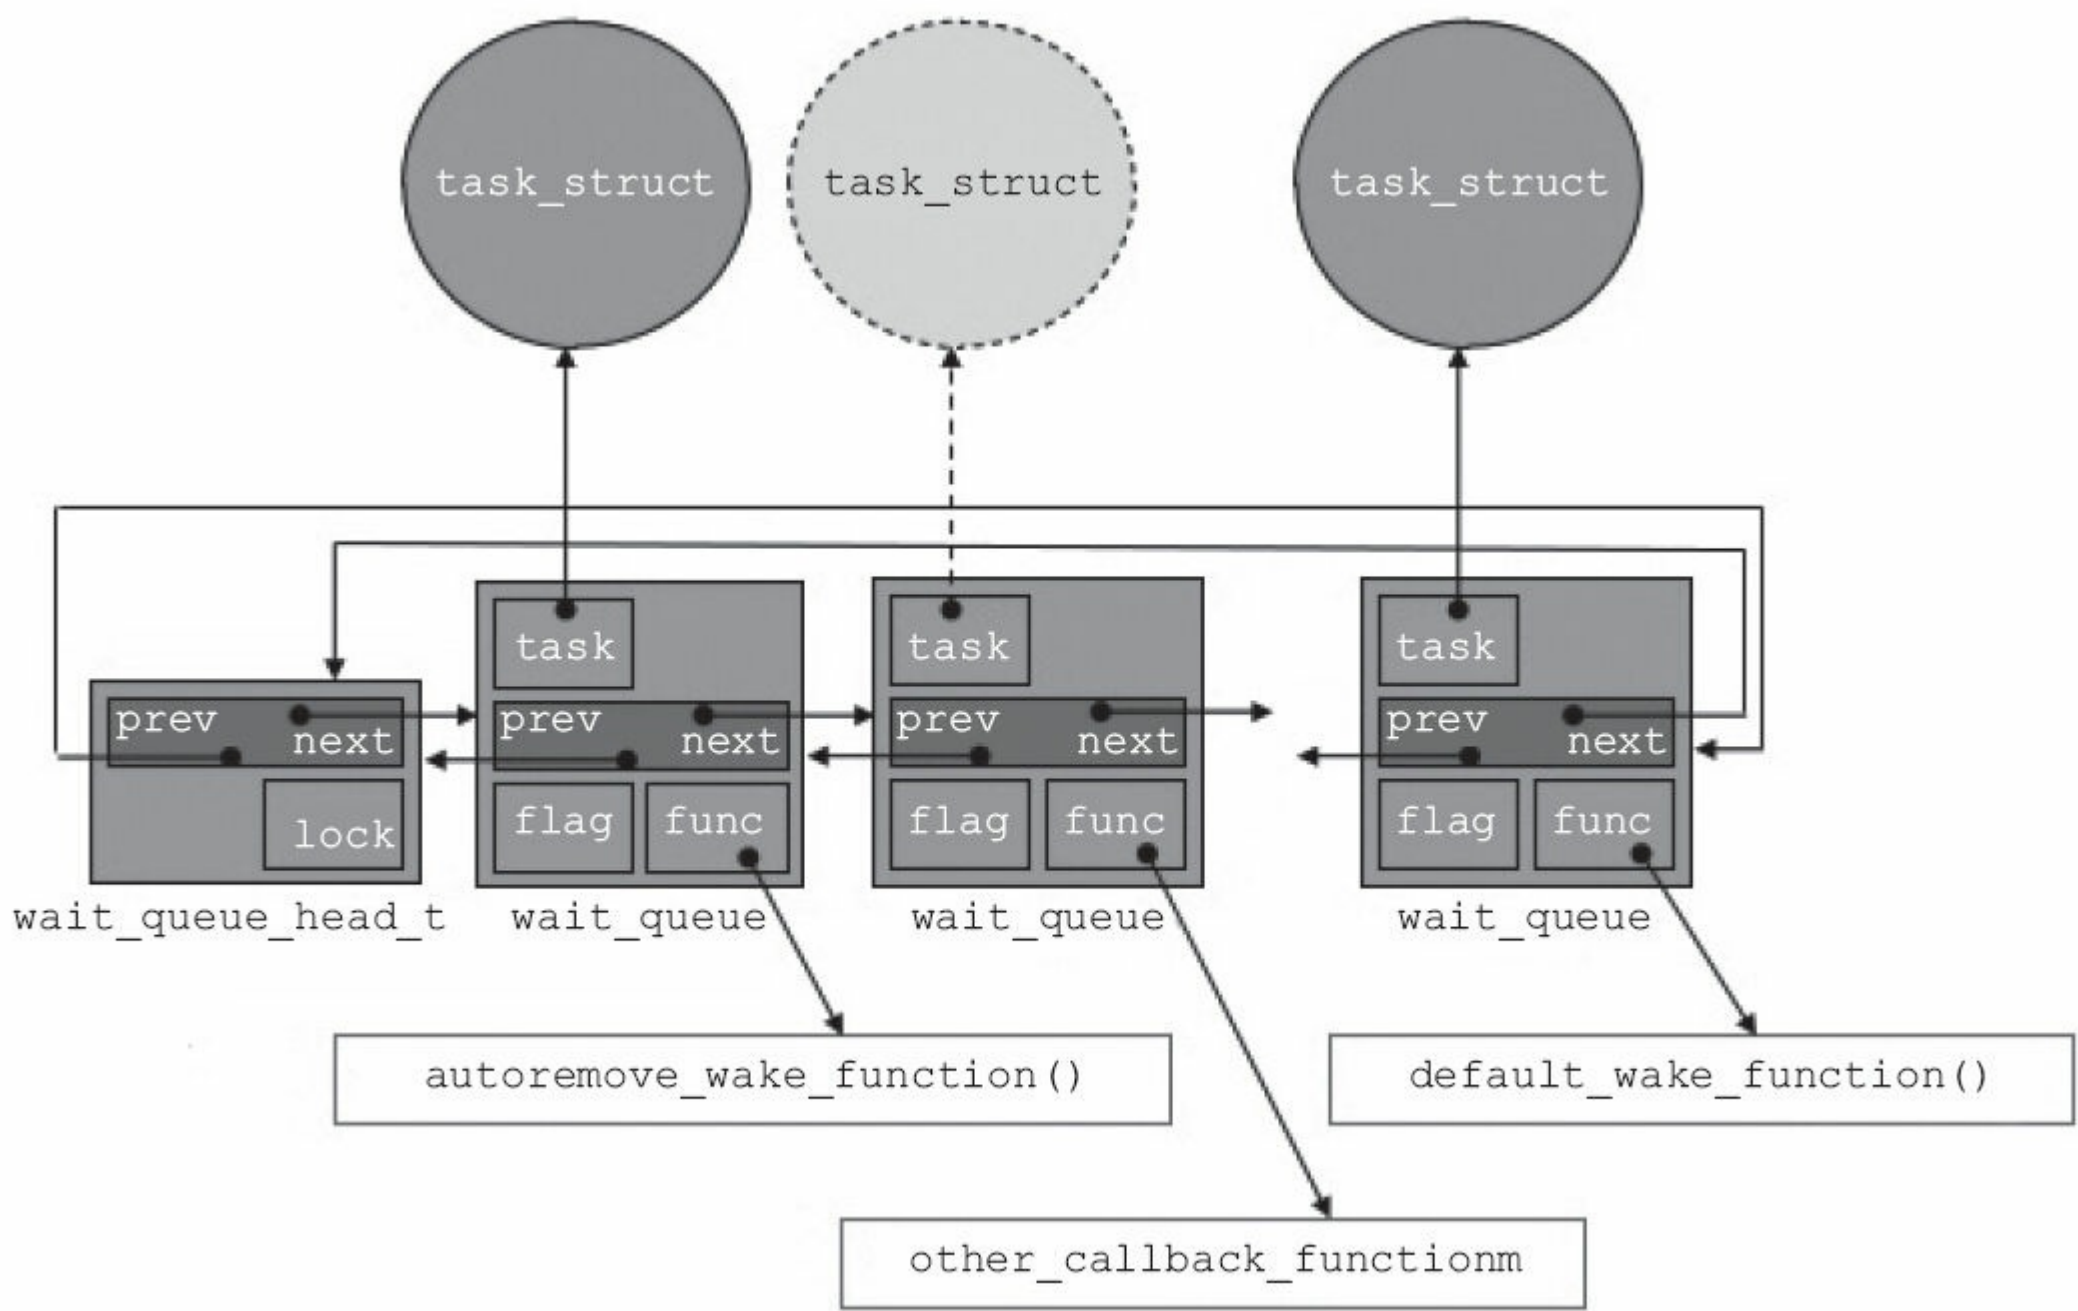 task_struct
task_struct
task_struct
task
task
task
prev
next
prev
next
prev
next
prev
next
lock
flag
func
flag
func
flag
func
wait_queue_head_t
wait_queue
wait_queue
wait_queue
autoremove_wake_function()
default_wake_function()
other_callback_functionm